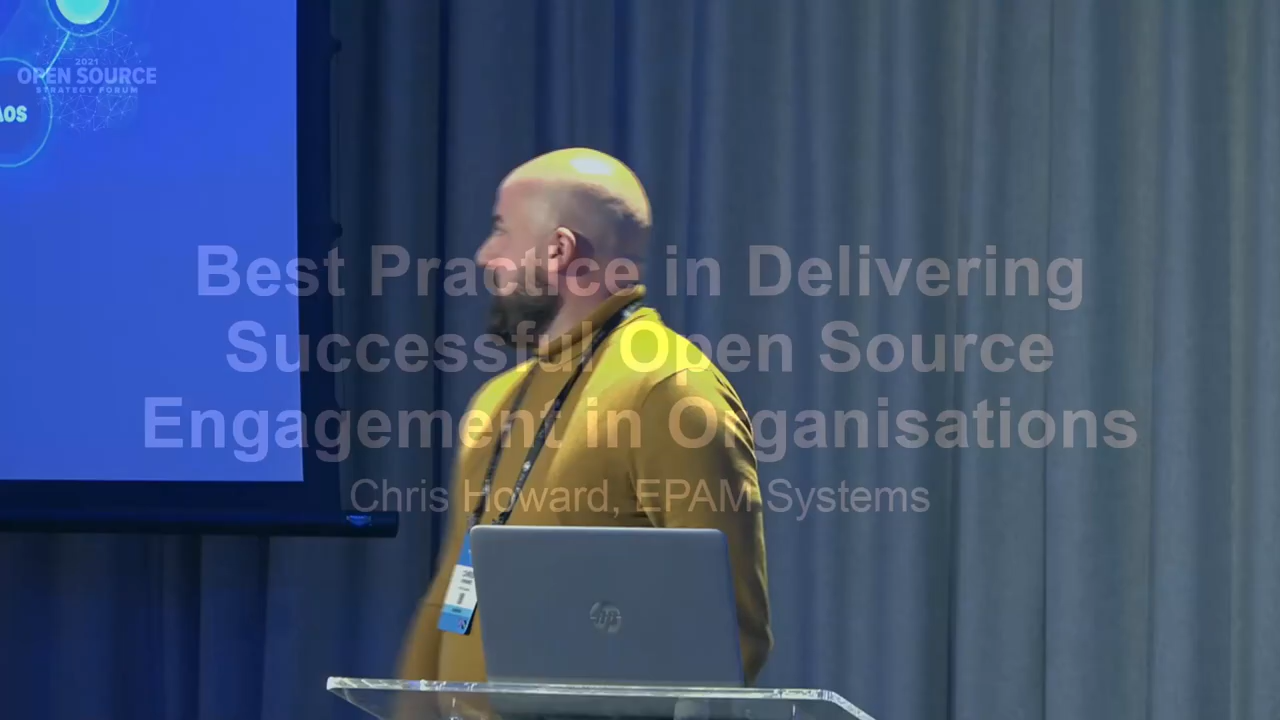 2021
OPEN SOURCE
STRATEGY FORUM
Best Practice in Delivering
Successful Open Source
Engagement in Organisations
Chris Howard, EPAM Systems
hp